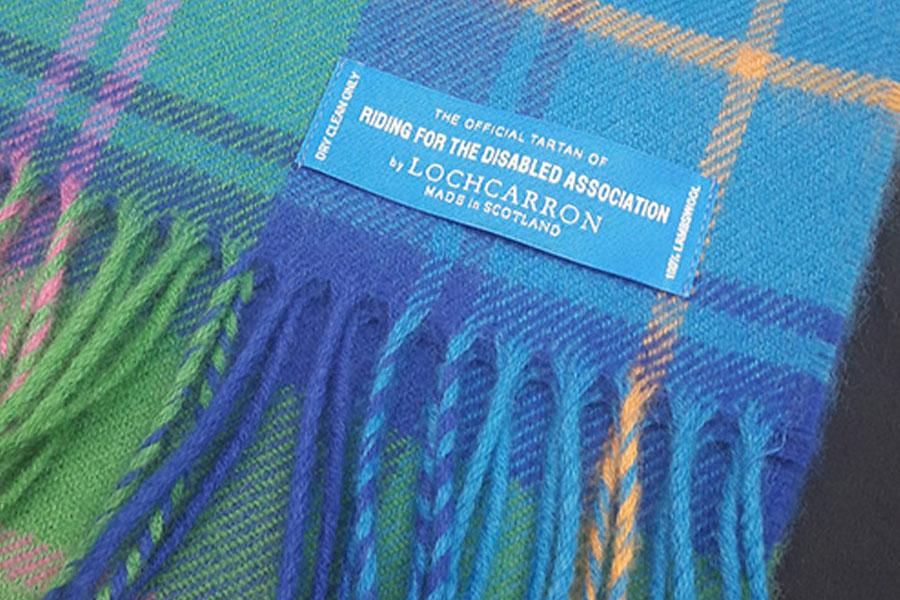 DRY CLEAN ONLY
THE OFFICIAL TARTAN OF
RIDING FOR THE DISABLED ASSOCIATION
by LOCHCARRON
MADE in SCOTLAND
100% LAMBSWOOL